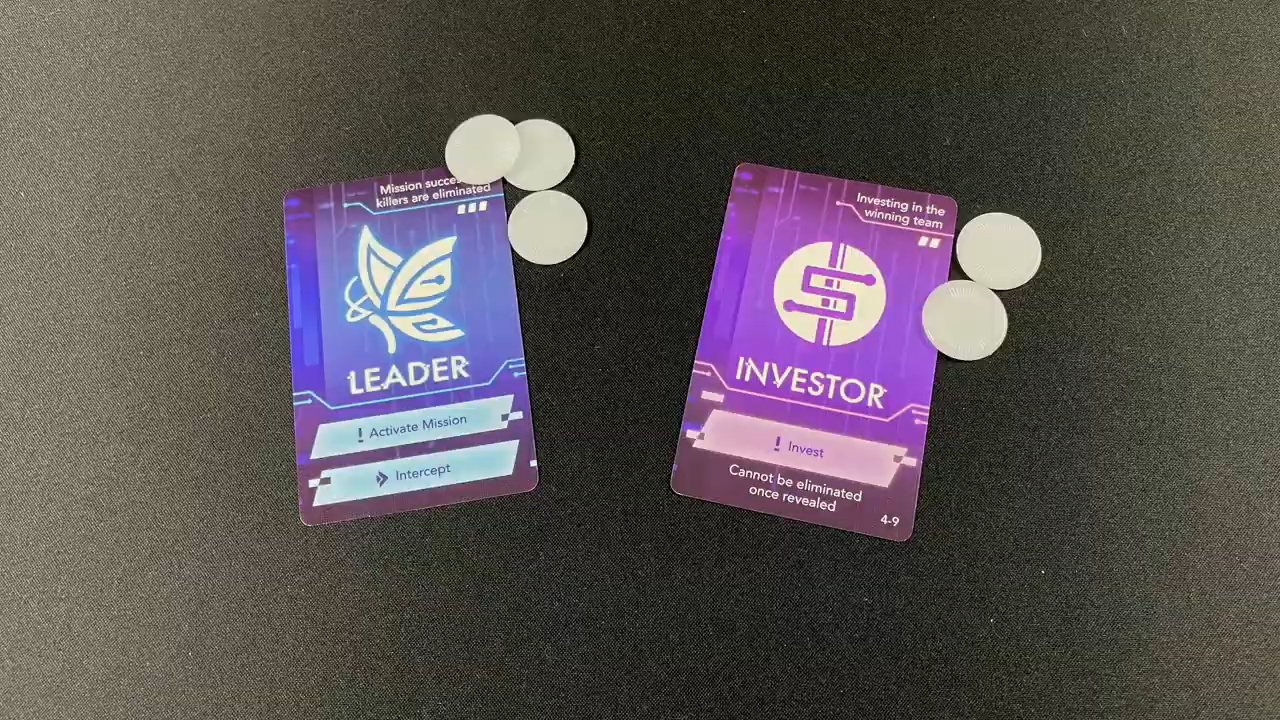 Mission
killers are eliminated
LEADER
! Activate Mission
Intercept
Investing in the
winning team
INVESTOR
! Invest
Cannot be eliminated
once revealed
4-9